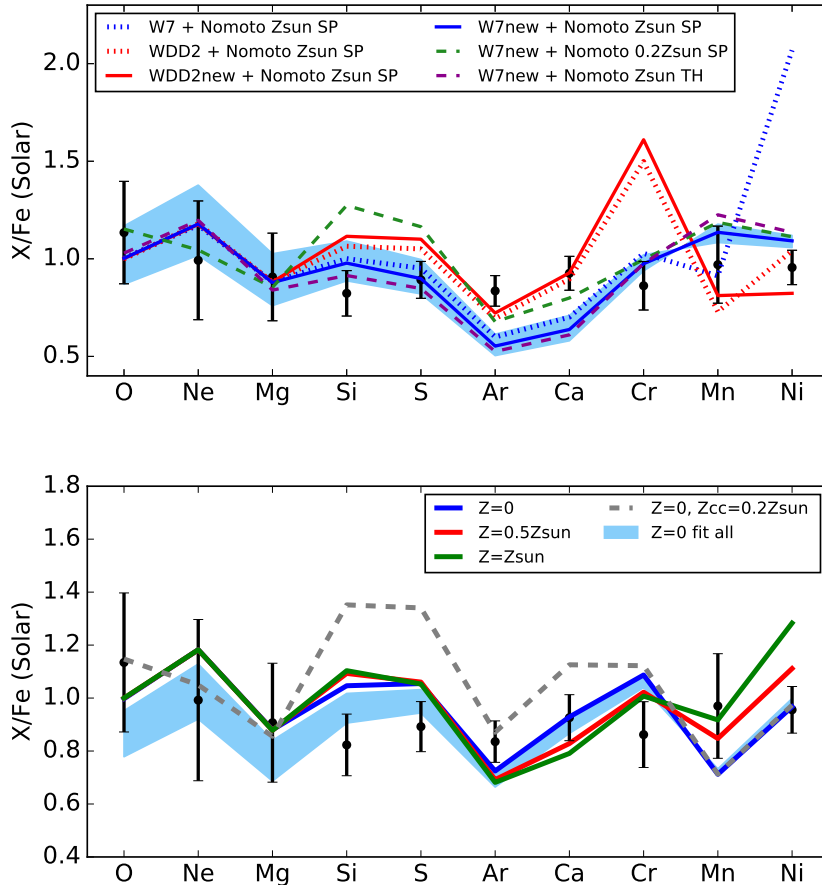 W7 + Nomoto Zsun SP
WDD2 + Nomoto Zsun SP
WDD2new + Nomoto Zsun SP
W7new + Nomoto Zsun SP
W7new + Nomoto 0.2Zsun SP
W7new + Nomoto Zsun TH
X/Fe (Solar)
2.0
1.5
1.0
0.5
O Ne Mg Si S Ar Ca Cr Mn Ni
Z=0
Z=0.5Zsun
Z=Zsun
Z=0, Zcc=0.2Zsun
Z=0 fit all
X/Fe (Solar)
1.8
1.6
1.4
1.2
1.0
0.8
0.6
0.4
O Ne Mg Si S Ar Ca Cr Mn Ni